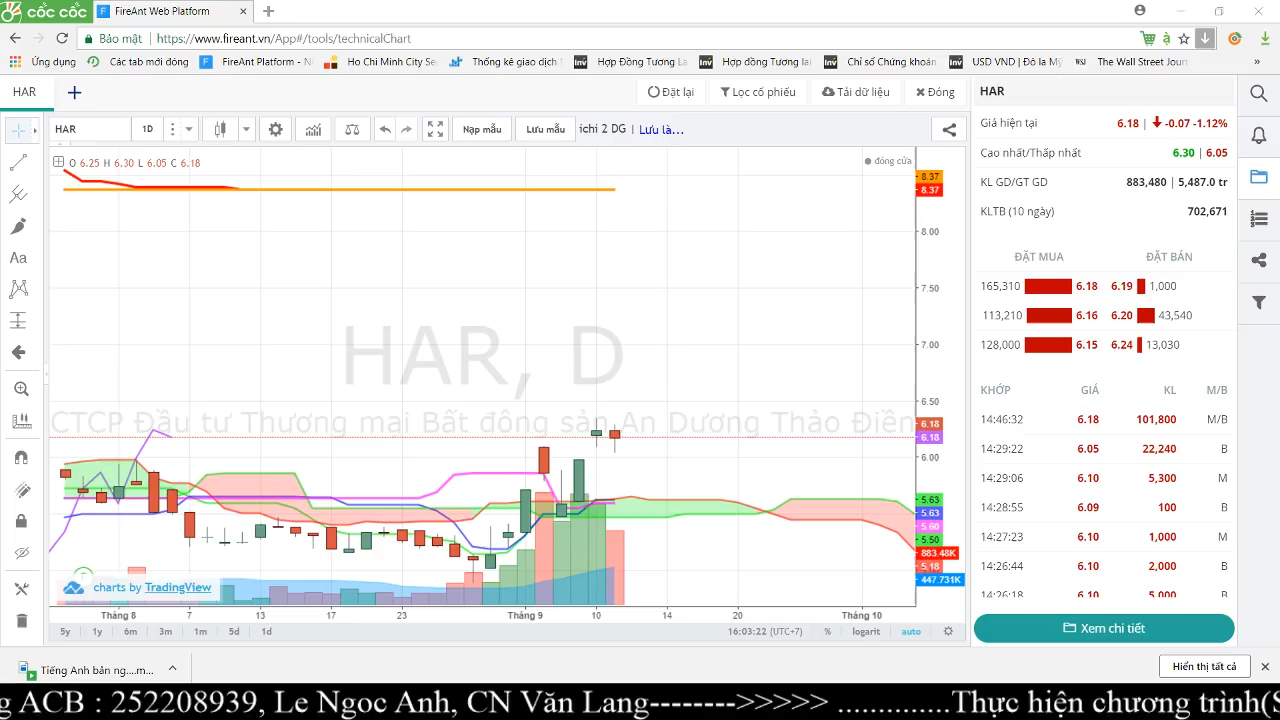 cốc cốc
FireAnt Web Platform
Bảo mật
https://www.fireant.vn/App#/tools/technicalChart
Ứng dụng
Các tab mới đóng gần
FireAnt Platform - N
Ho Chi Minh City Se
Thống kê giao dịch
Hợp Đồng Tương La
Hợp đồng tương lai
Chỉ số Chứng khoán
USD VND | Đô la Mỹ
WSJ
The Wall Street Jour
HAR
Đặt lại
Lọc cổ phiếu
Tải dữ liệu
Đóng
HAR
HAR
1D
Nạp mẫu
Lưu mẫu
ichi 2 DG | Lưu là...
O 6.25 H 6.30 L 6.05 C 6.18
đóng cửa
HAR, D
CTCP Đầu tư Thương mại Bất động sản An Dương Thảo Điền
8.37
8.37
8.00
7.50
7.00
6.50
6.18
6.18
6.00
5.63
5.63
5.60
5.50
883.48K
5.18
447.731K
charts by TradingView
Tháng 8
7
13
17
23
Tháng 9
10
14
20
Tháng 10
5y 1y 6m 3m 1m 5d 1d
16:03:22 (UTC+7)
%
logarit
auto
Giá hiện tại
6.18 | -0.07 -1.12%
Cao nhất/Thấp nhất
6.30 | 6.05
KL GD/GT GD
883,480 | 5,487.0 tr
KLTB (10 ngày)
702,671
ĐẶT MUA
ĐẶT BÁN
165,310 6.18 6.19 1,000
113,210 6.16 6.20 43,540
128,000 6.15 6.24 13,030
KHỚP GIÁ KL M/B
14:46:32 6.18 101,800 M/B
14:29:22 6.05 22,240 B
14:29:06 6.10 5,300 M
14:28:55 6.09 100 B
14:27:23 6.10 1,000 M
14:26:44 6.10 2,000 B
14:26:18 6.10 5,000 B
Xem chi tiết
Tiếng Anh bản ng....m...
Hiển thị tất cả
g ACB : 252208939, Le Ngoc Anh, CN Văn Lang-------->>>>> ..............Thực hiện chương trình(S